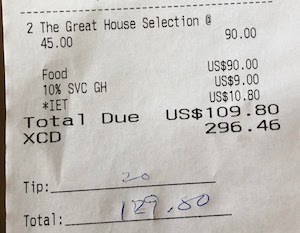 2 The Great House Selection @
45.00 90.00
Food US$90.00
10% SVC GH US$9.00
*IET US$10.80
Total Due US$109.80
XCD 296.46
Tip: 20
Total: 129.80